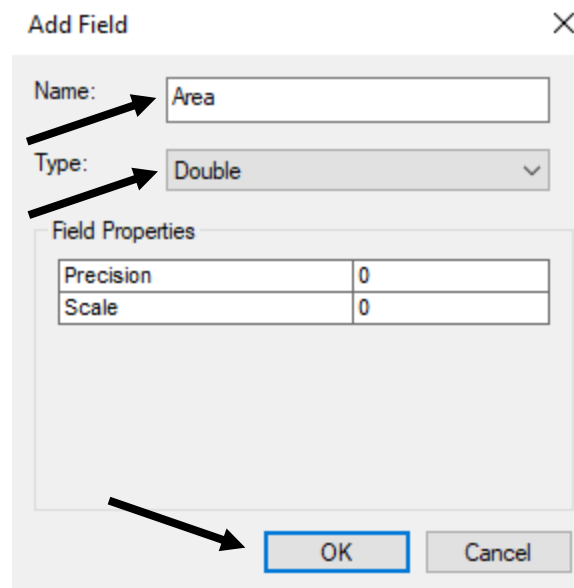 Add Field
Name: Area
Type: Double
Field Properties
Precision 0
Scale 0
OK Cancel